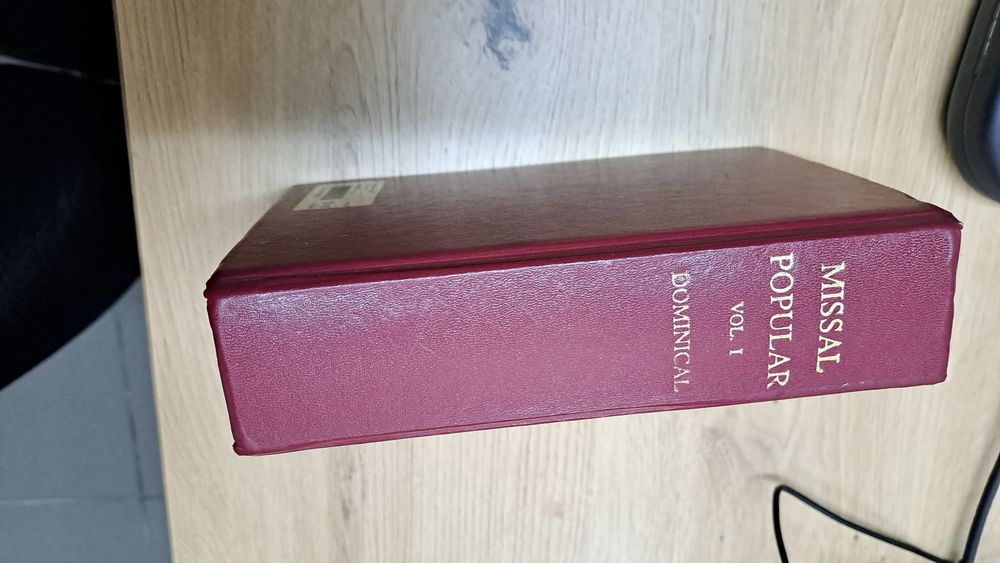 MISSAL
POPULAR
VOL. I
DOMINICAL